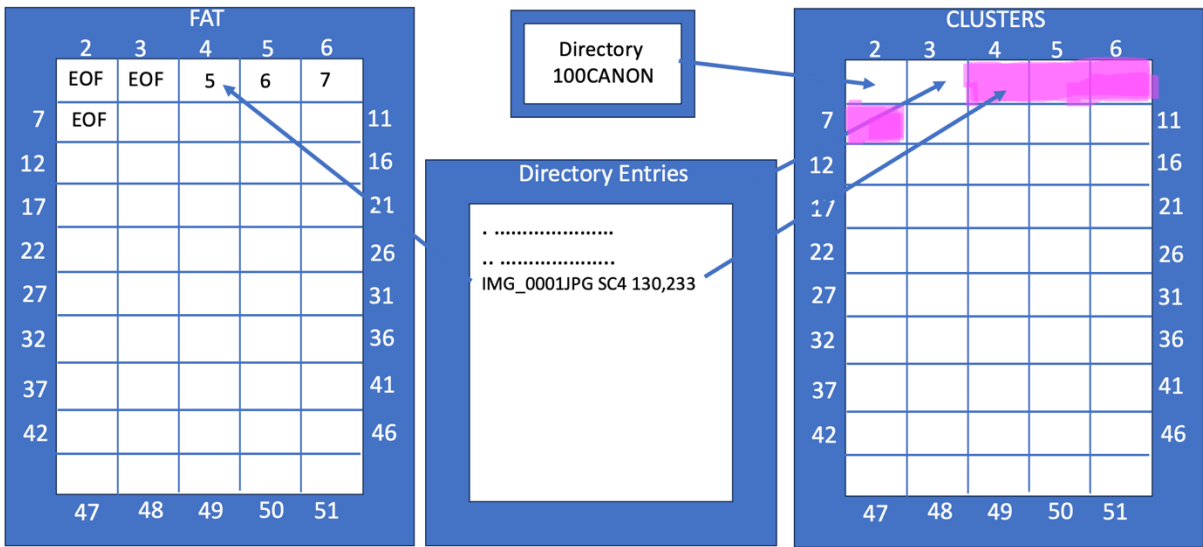 FAT
2 3 4 5 6
EOF EOF 5 6 7
7 EOF 11
12 16
17 21
22 26
27 31
32 36
37 41
42 46
47 48 49 50 51
Directory
100CANON
Directory Entries
. .....................
.. .....................
IMG_0001JPG SC4 130,233
CLUSTERS
2 3 4 5 6
7 11
12 16
17 21
22 26
27 31
32 36
37 41
42 46
47 48 49 50 51